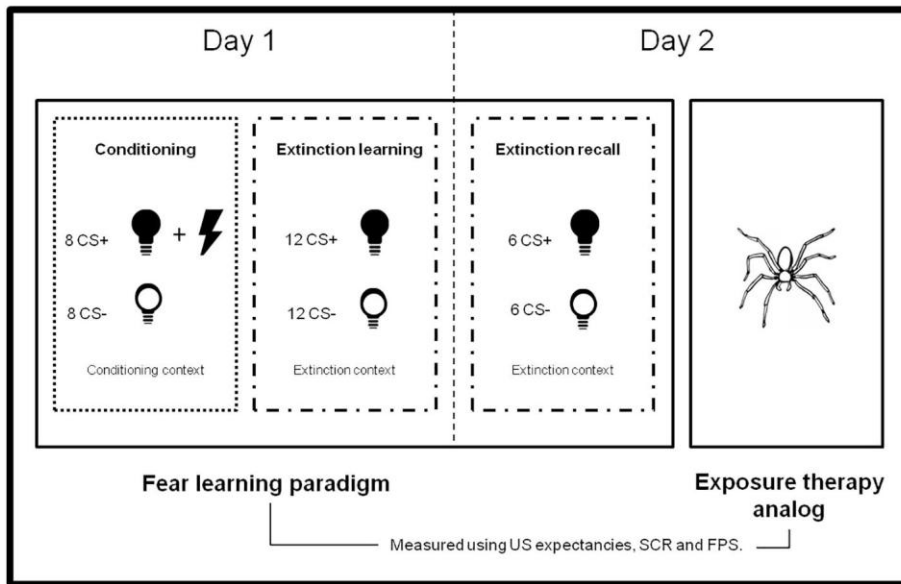 Day 1
Day 2
Conditioning
8 CS+
+
8 CS-
Conditioning context
Extinction learning
12 CS+
12 CS-
Extinction context
Extinction recall
6 CS+
6 CS-
Extinction context
Fear learning paradigm
Exposure therapy
analog
Measured using US expectancies, SCR and FPS.